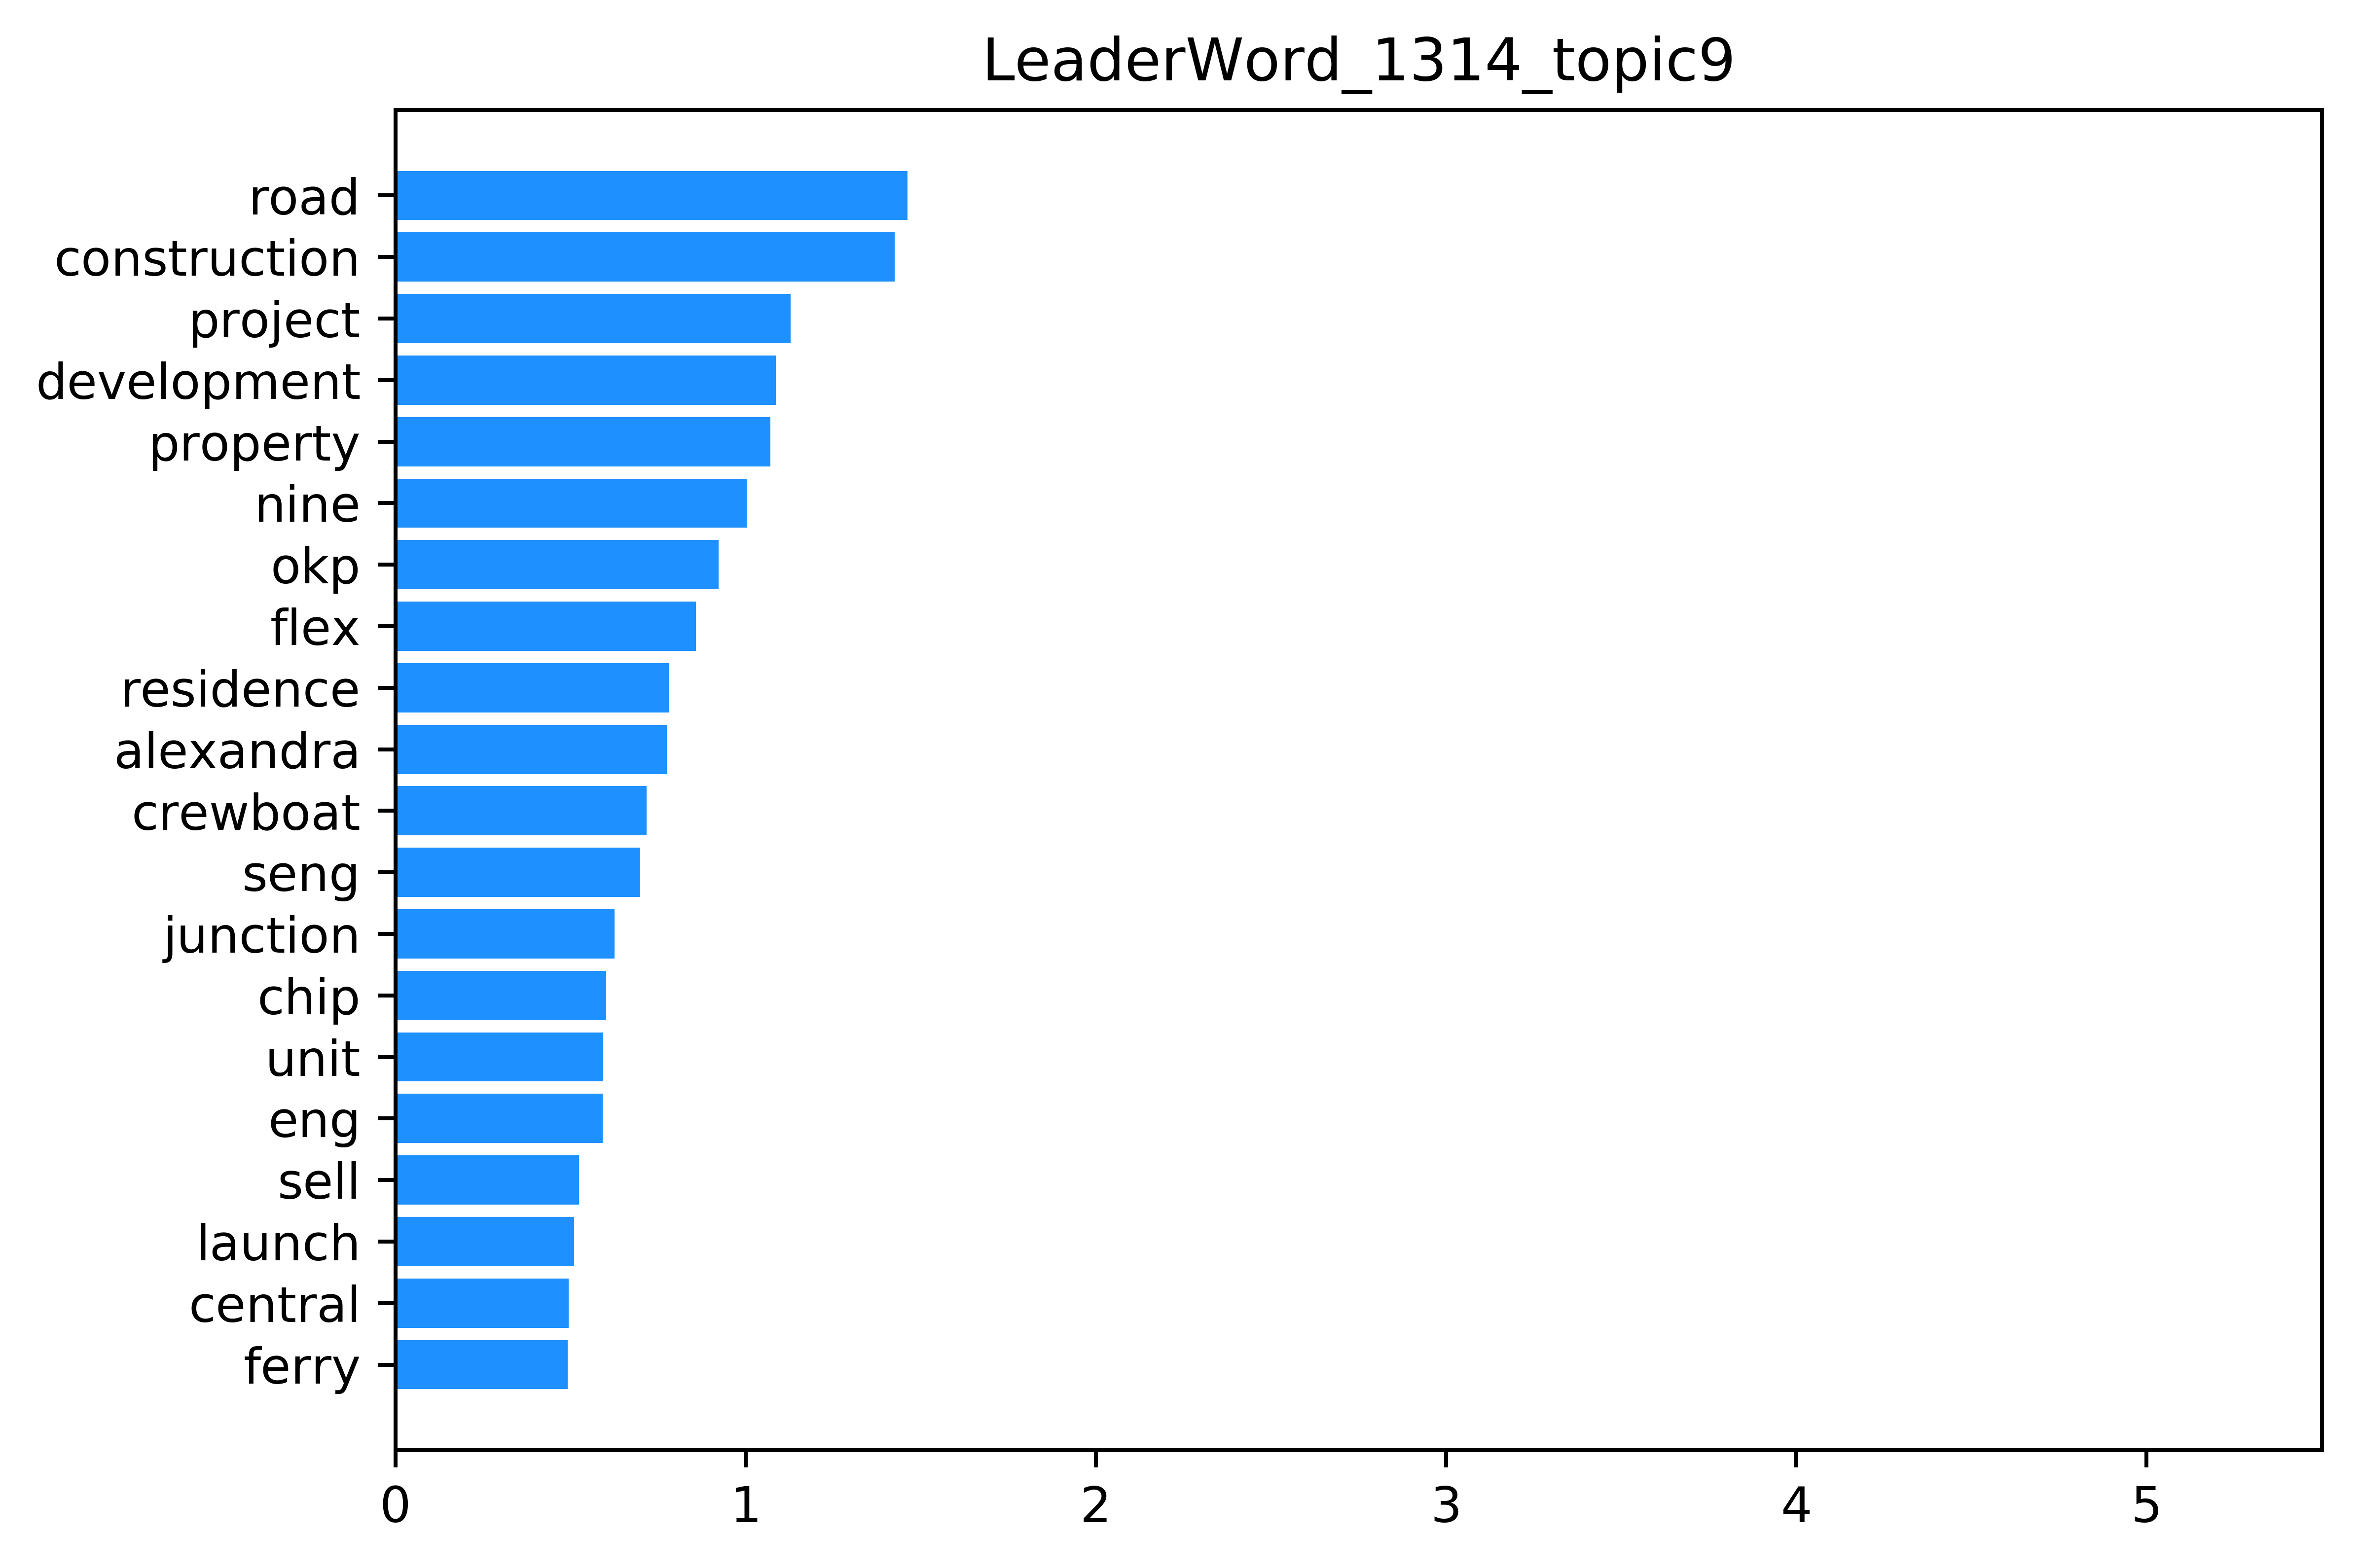 LeaderWord_1314_topic9
road
construction
project
development
property
nine
okp
flex
residence
alexandra
crewboat
seng
junction
chip
unit
eng
sell
launch
central
ferry
0 1 2 3 4 5